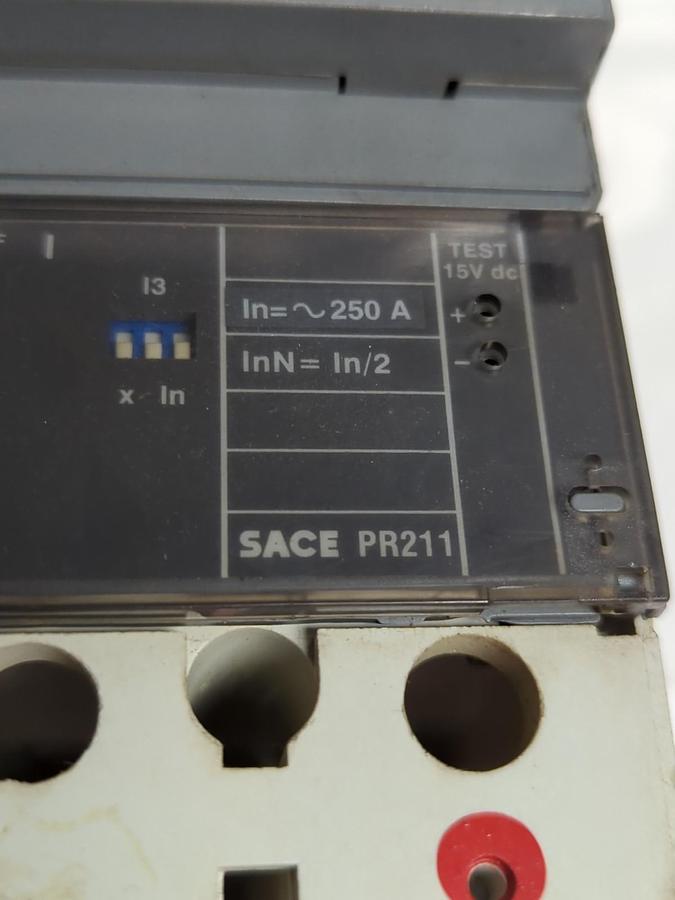 I3
x In
In= ~ 250 A
InN= In/2
SACE PR211
TEST
15V dc
+
-